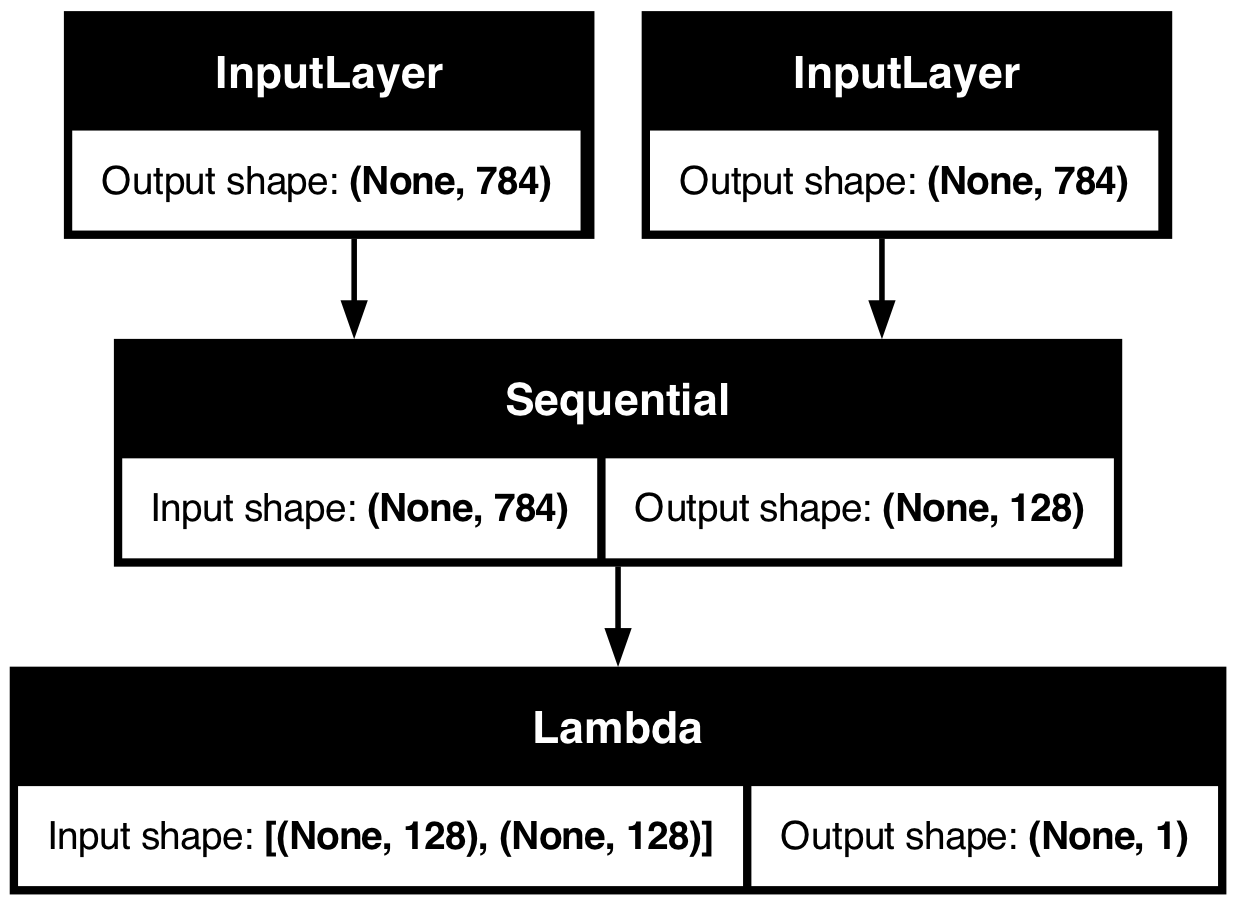 InputLayer
InputLayer
Output shape: (None, 784)
Output shape: (None, 784)
Sequential
Input shape: (None, 784)
Output shape: (None, 128)
Lambda
Input shape: [(None, 128), (None, 128)]
Output shape: (None, 1)